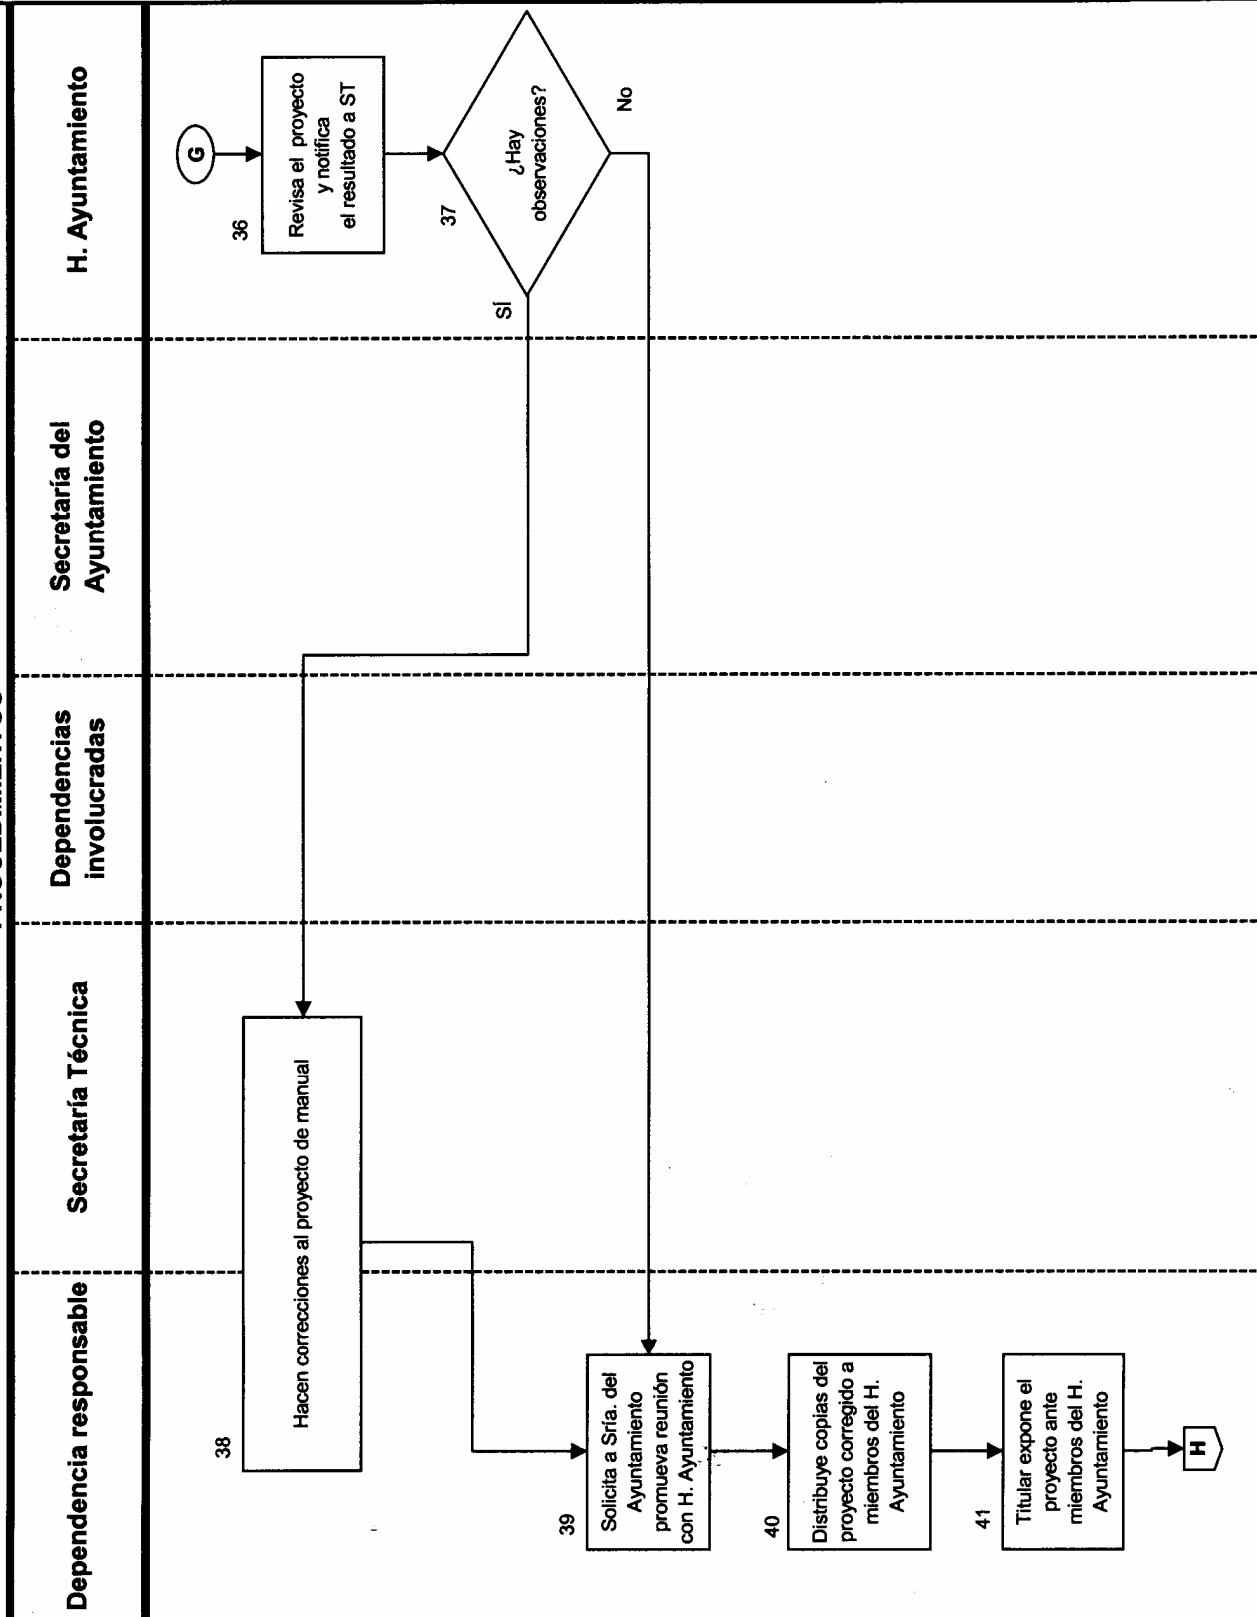 Dependencia responsable
Secretaría Técnica
Dependencias
involucradas
Secretaría del
Ayuntamiento
H. Ayuntamiento
G
36
Revisa el proyecto
y notifica
el resultado a ST
37
¿Hay
observaciones?
SÍ
No
38
Hacen correcciones al proyecto de manual
39
Solicita a Sría. del
Ayuntamiento
promueva reunión
con H. Ayuntamiento
40
Distribuye copias del
proyecto corregido a
miembros del H.
Ayuntamiento
41
Titular expone el
proyecto ante
miembros del H.
Ayuntamiento
H